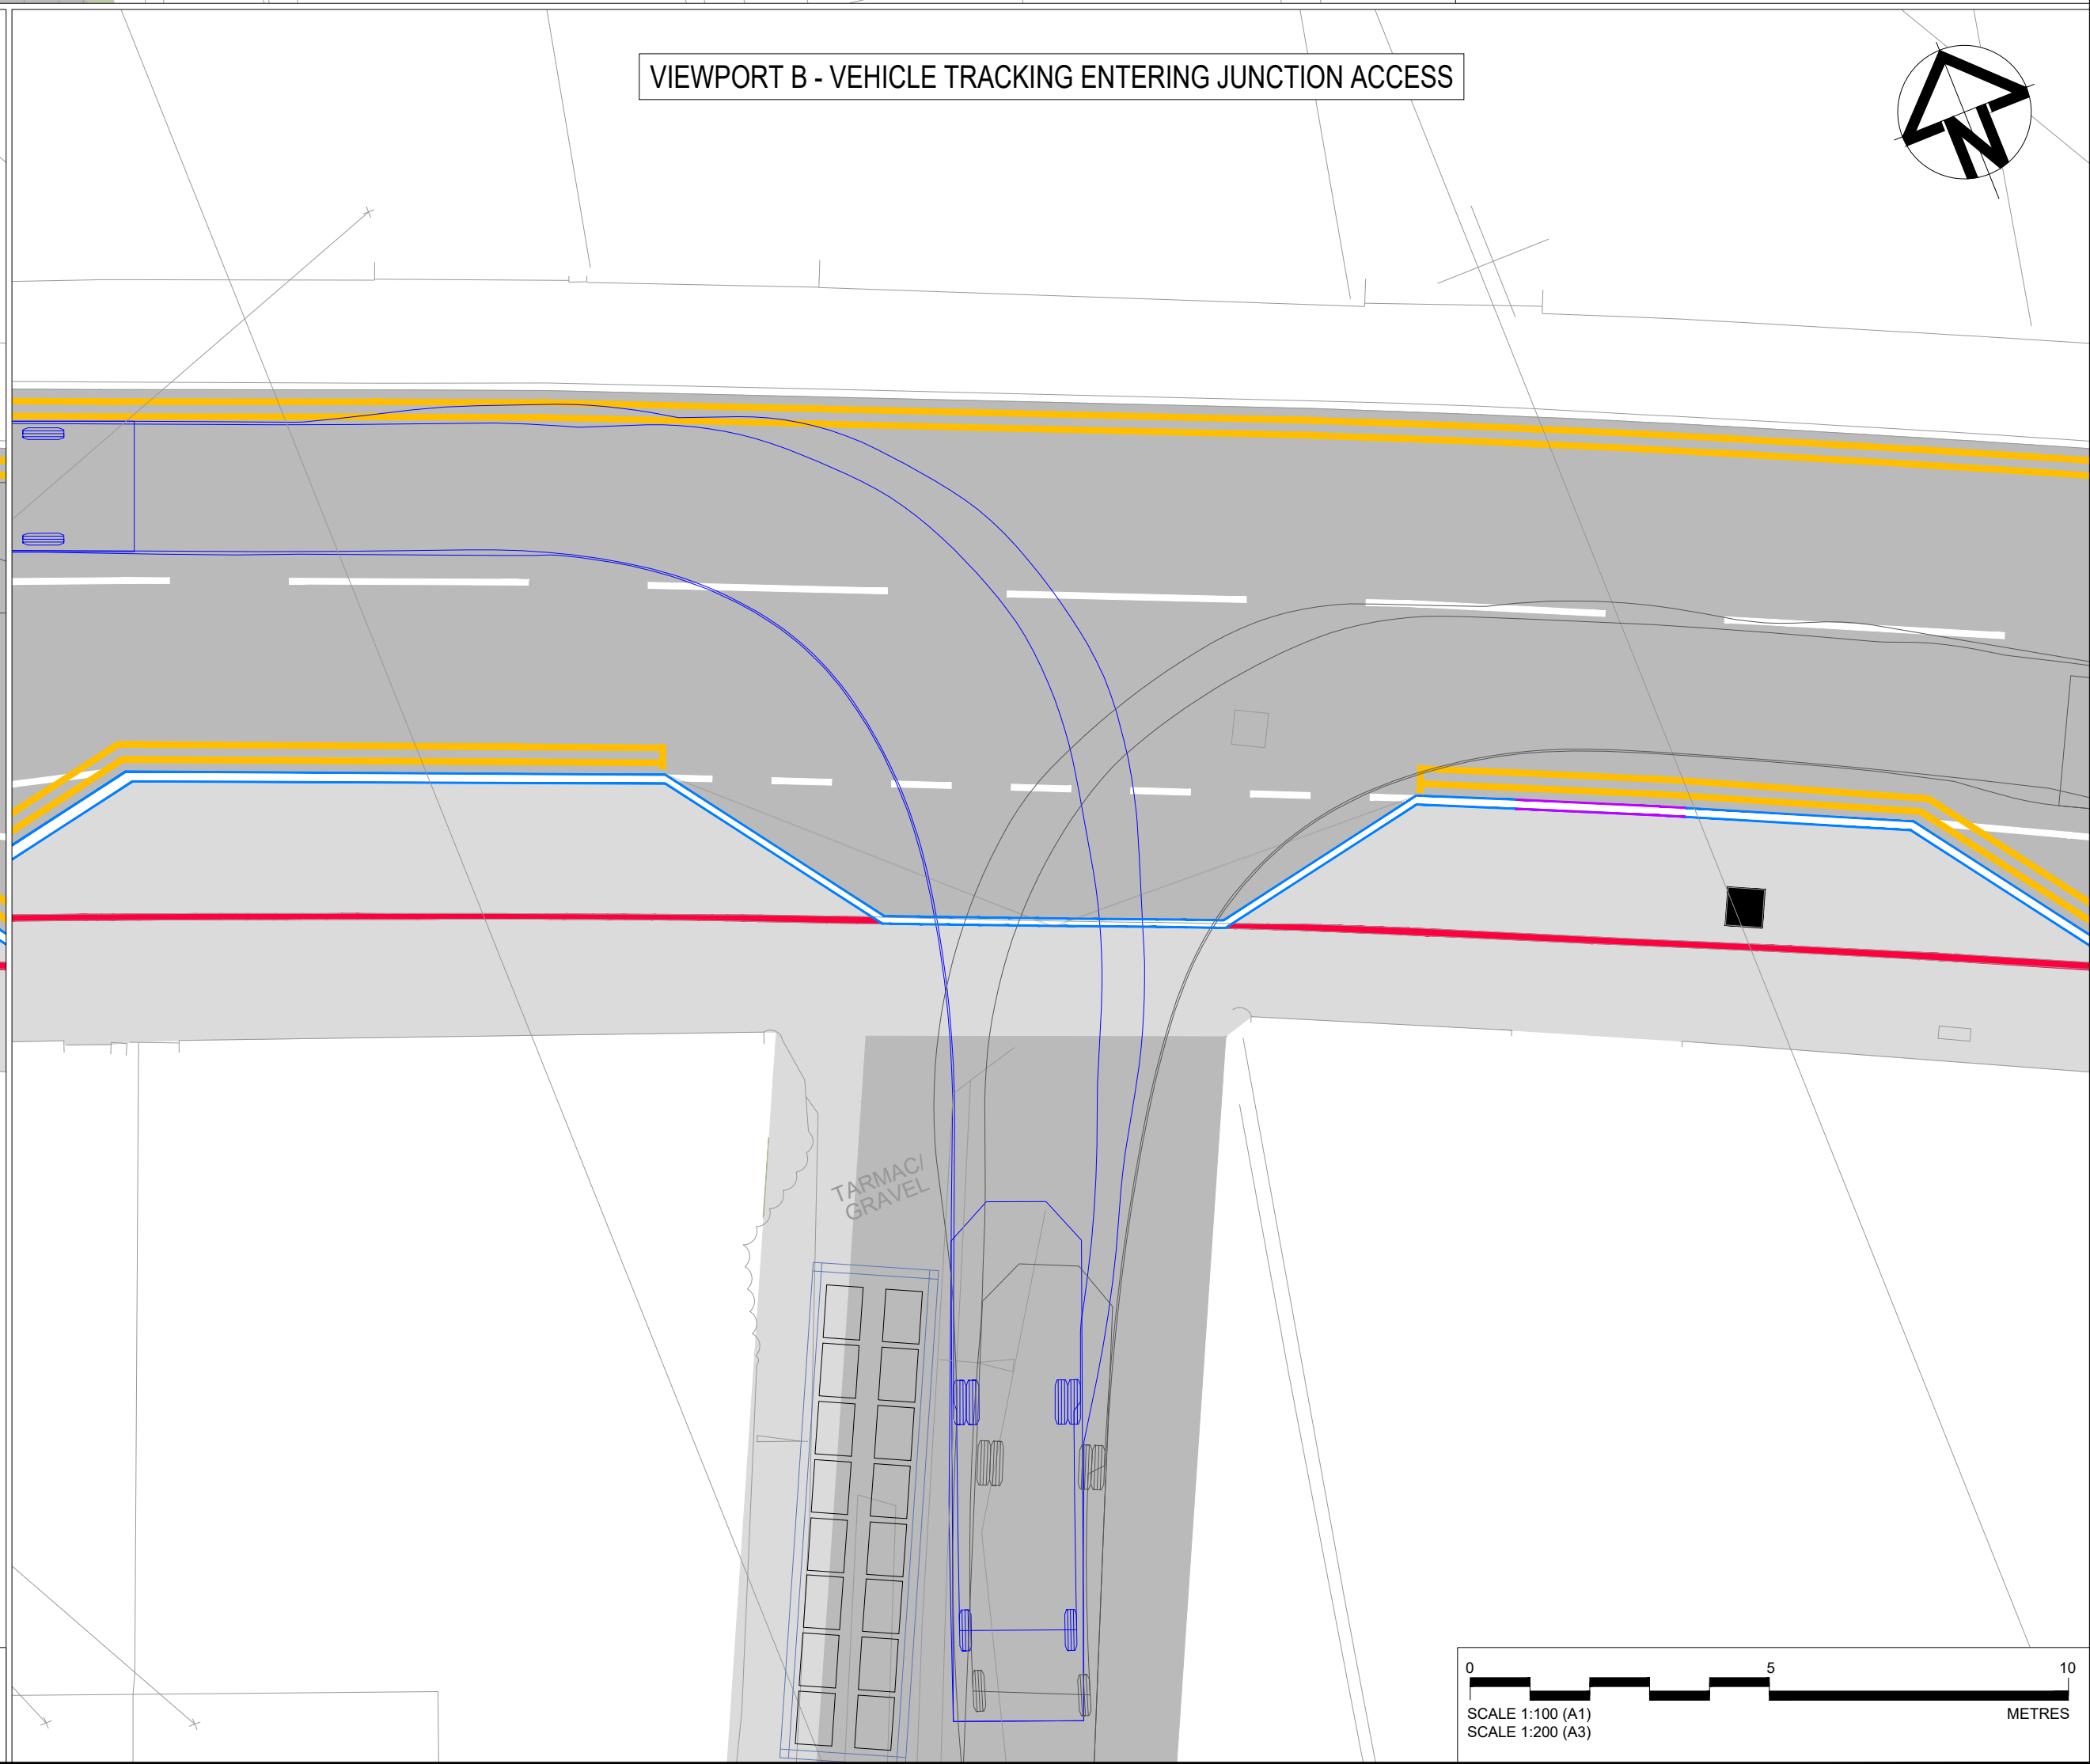 VIEWPORT B - VEHICLE TRACKING ENTERING JUNCTION ACCESS
N
TARMAC/
GRAVEL
0 5 10
SCALE 1:100 (A1) METRES
SCALE 1:200 (A3)